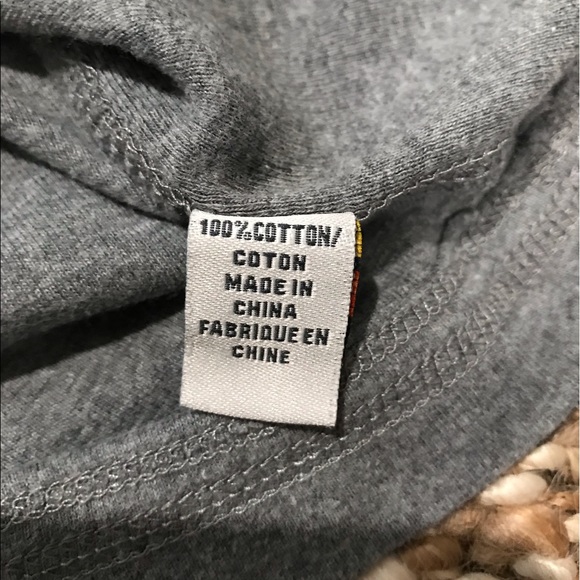 100%COTTON/
COTON
MADE IN
CHINA
FABRIQUE EN
CHINE